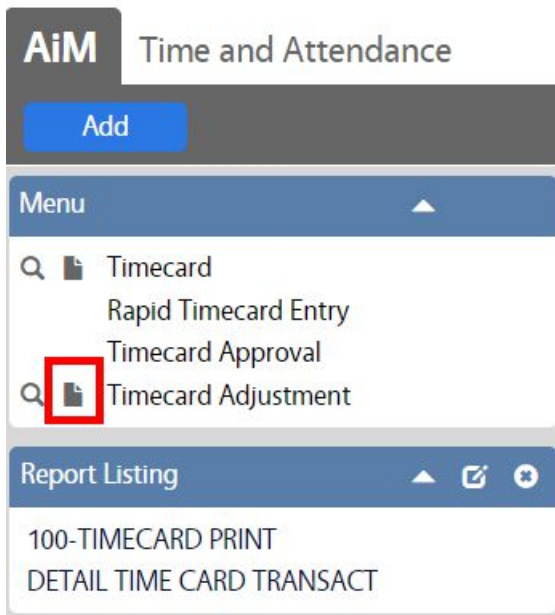 AiM Time and Attendance
Add
Menu
Timecard
Rapid Timecard Entry
Timecard Approval
Timecard Adjustment
Report Listing
100-TIMECARD PRINT
DETAIL TIME CARD TRANSACT